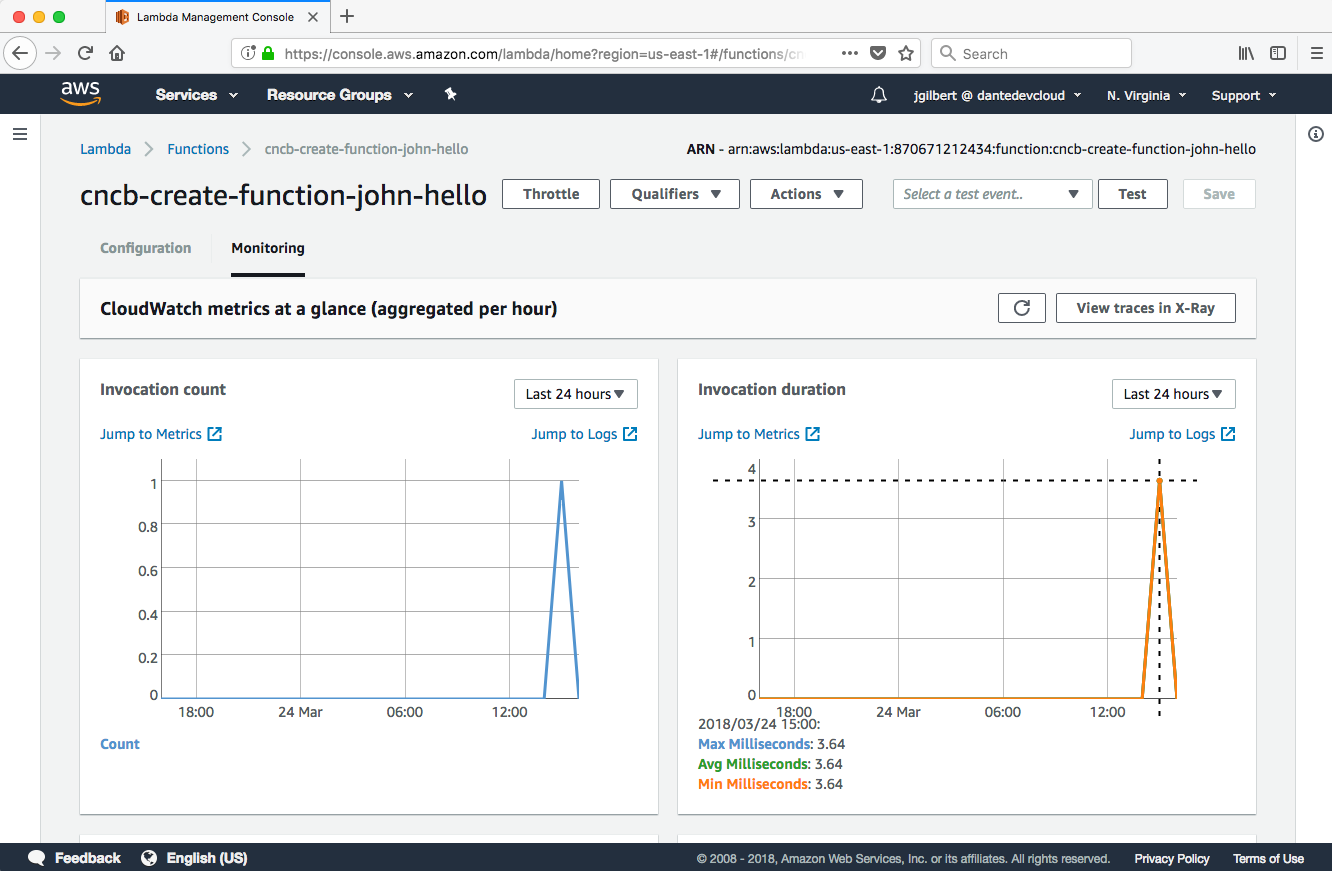 Lambda Management Console
https://console.aws.amazon.com/lambda/home?region=us-east-1#/functions/cn
Search
aws Services Resource Groups jgilbert @ dantedevcloud N. Virginia Support
Lambda Functions cncb-create-function-john-hello ARN - arn:aws:lambda:us-east-1:870671212434:function:cncb-create-function-john-hello
cncb-create-function-john-hello Throttle Qualifiers Actions Select a test event.. Test Save
Configuration Monitoring
CloudWatch metrics at a glance (aggregated per hour) View traces in X-Ray
Invocation count Last 24 hours
Jump to Metrics Jump to Logs
1
0.8
0.6
0.4
0.2
0
18:00 24 Mar 06:00 12:00
Count
Invocation duration Last 24 hours
Jump to Metrics Jump to Logs
4
3
2
1
0
18:00 24 Mar 06:00 12:00
2018/03/24 15:00:
Max Milliseconds: 3.64
Avg Milliseconds: 3.64
Min Milliseconds: 3.64
Feedback English (US) © 2008 - 2018, Amazon Web Services, Inc. or its affiliates. All rights reserved. Privacy Policy Terms of Use